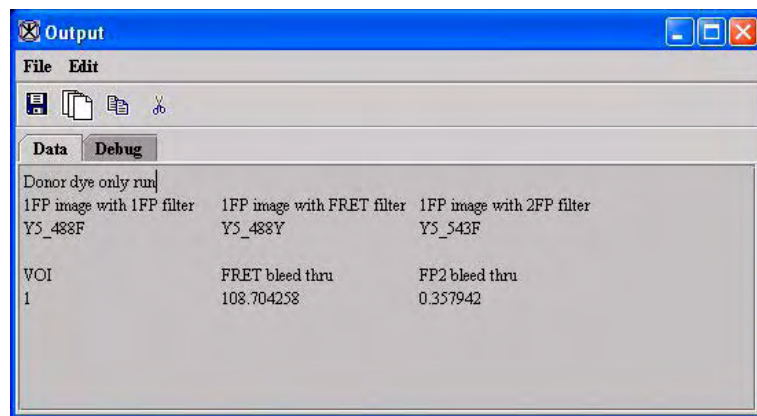 Output
File Edit
Data Debug
Donor dye only run
1FP image with 1FP filter 1FP image with FRET filter 1FP image with 2FP filter
Y5_488F Y5_488Y Y5_543F
VOI FRET bleed thru FP2 bleed thru
1 108.704258 0.357942